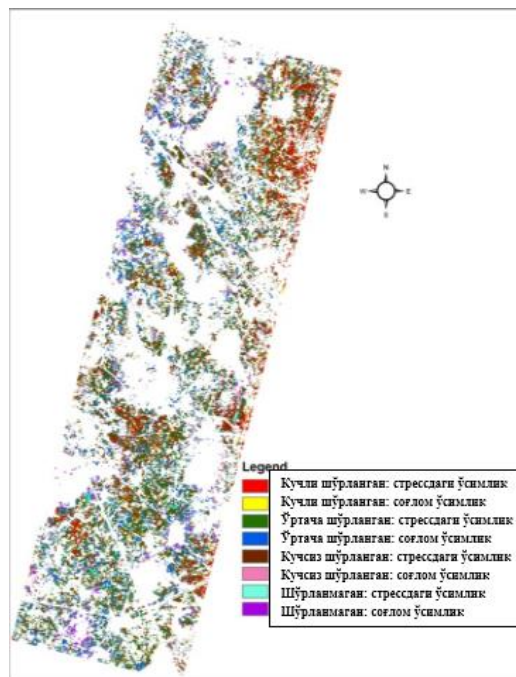 N
W E
S
Legend
Кучли шўрланган: стрессдаги ўсимлик
Кучли шўрланган: соғлом ўсимлик
Ўртача шўрланган: стрессдаги ўсимлик
Ўртача шўрланган: соғлом ўсимлик
Кучсиз шўрланган: стрессдаги ўсимлик
Кучсиз шўрланган: соғлом ўсимлик
Шўрланмаган: стрессдаги ўсимлик
Шўрланмаган: соғлом ўсимлик